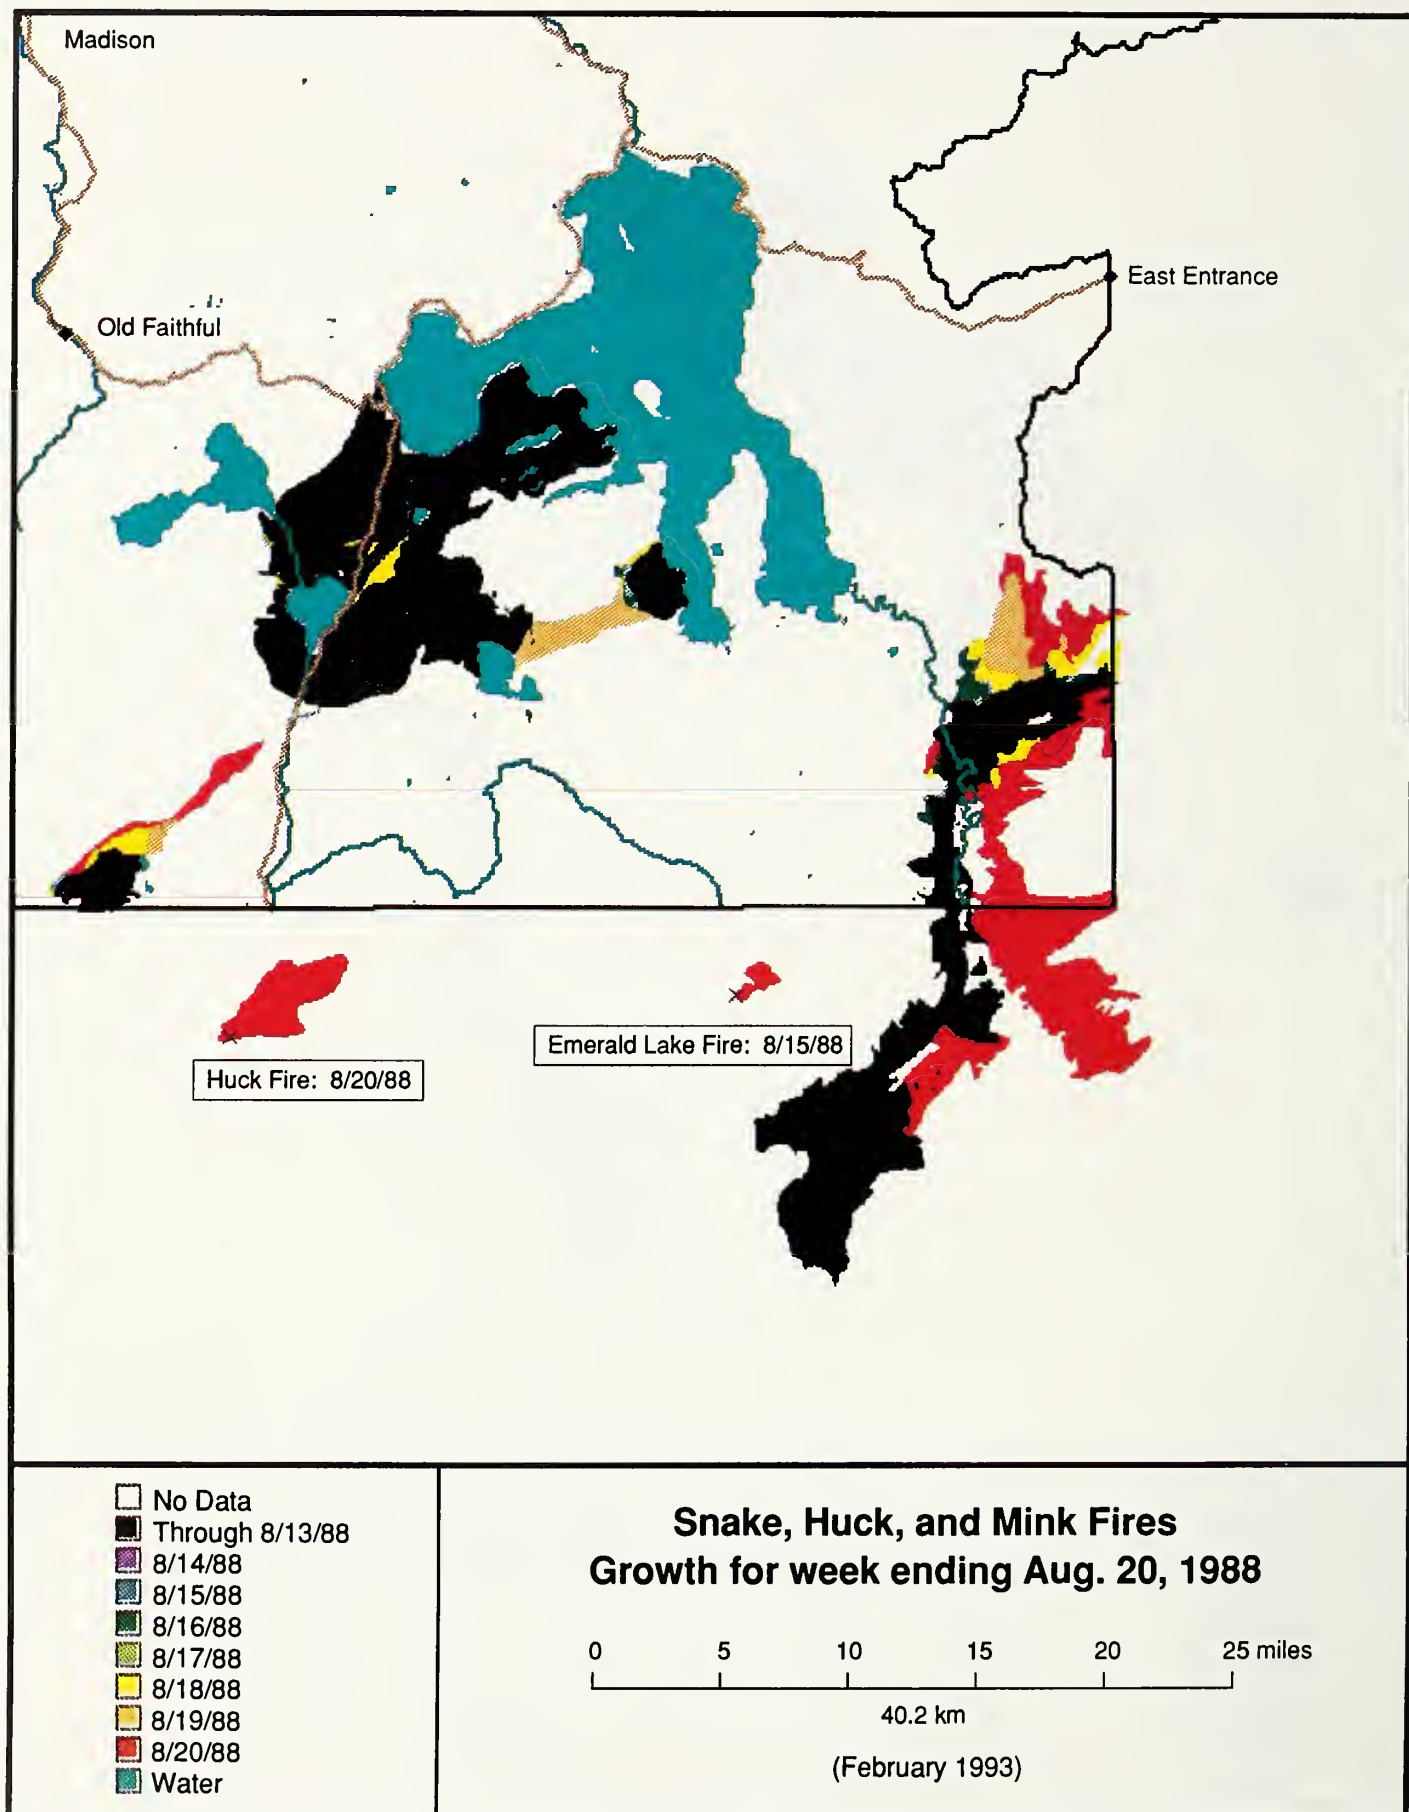 Madison
East Entrance
Old Faithful
Emerald Lake Fire: 8/15/88
Huck Fire: 8/20/88
No Data
Through 8/13/88
8/14/88
8/15/88
8/16/88
8/17/88
8/18/88
8/19/88
8/20/88
Water
Snake, Huck, and Mink Fires
Growth for week ending Aug. 20, 1988
0 5 10 15 20 25 miles
40.2 km
(February 1993)